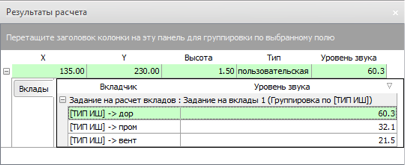 Результаты расчета
Перетащите заголовок колонки на эту панель для группировки по выбранному полю
X Y Высота Тип Уровень звука
135.00 230.00 1.50 пользовательская 60.3
Вклады
Вкладчик Уровень звука
Задание на расчет вкладов : Задание на вклады 1 (Группировка по [ТИП ИШ])
[ТИП ИШ] -> дор 60.3
[ТИП ИШ] -> пром 32.1
[ТИП ИШ] -> вент 21.5